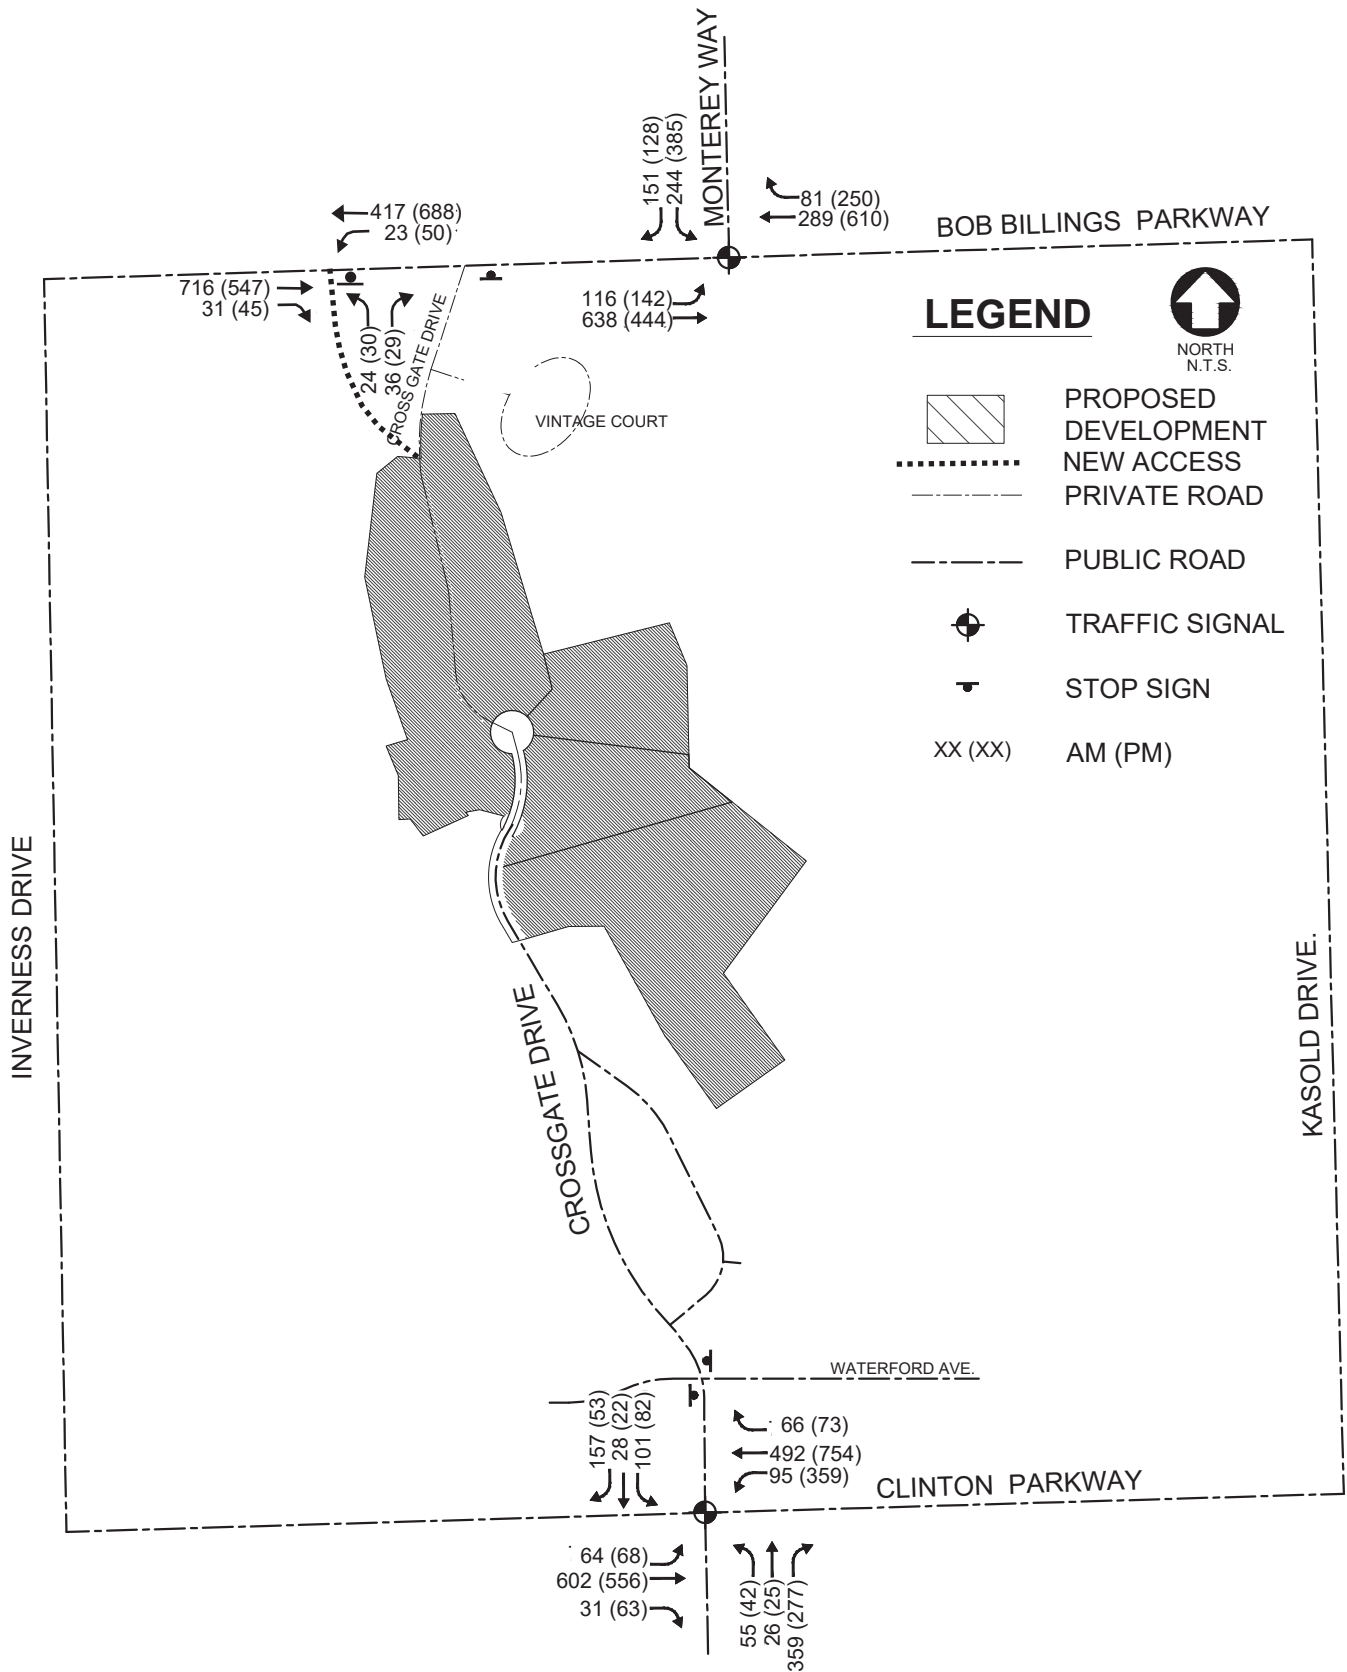 MONTEREY WAY
151 (128)
244 (385)
81 (250)
289 (610)
BOB BILLINGS PARKWAY
417 (688)
23 (50)
716 (547)
31 (45)
24 (30)
36 (29)
CROSS GATE DRIVE
116 (142)
638 (444)
VINTAGE COURT
LEGEND
NORTH
N.T.S.
PROPOSED
DEVELOPMENT
NEW ACCESS
PRIVATE ROAD
PUBLIC ROAD
TRAFFIC SIGNAL
STOP SIGN
XX (XX) AM (PM)
INVERNESS DRIVE
KASOLD DRIVE.
CROSSGATE DRIVE
WATERFORD AVE.
157 (53)
28 (22)
101 (82)
66 (73)
492 (754)
95 (359)
CLINTON PARKWAY
64 (68)
602 (556)
31 (63)
55 (42)
26 (25)
359 (277)